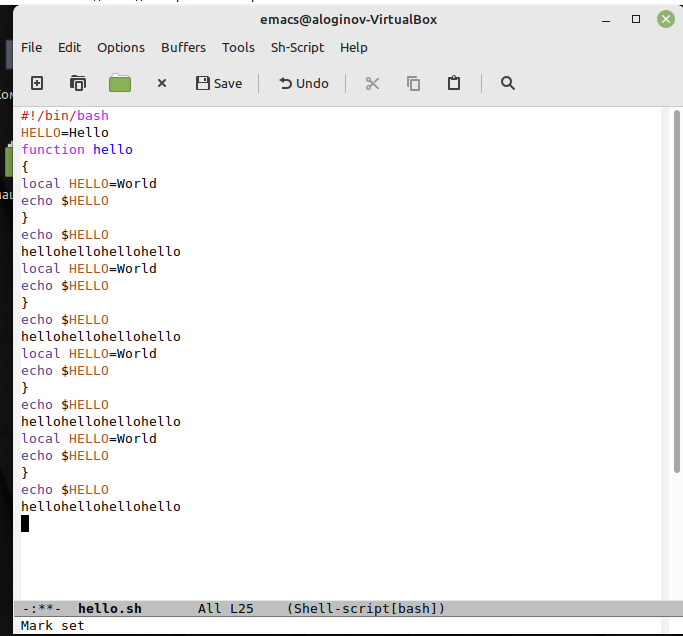 emacs@aloginov-VirtualBox
File Edit Options Buffers Tools Sh-Script Help
Save Undo
#!/bin/bash
HELLO=Hello
function hello
{
local HELLO=World
echo $HELLO
}
echo $HELLO
hellohellohellohello
local HELLO=World
echo $HELLO
}
echo $HELLO
hellohellohellohello
local HELLO=World
echo $HELLO
}
echo $HELLO
hellohellohellohello
local HELLO=World
echo $HELLO
}
echo $HELLO
hellohellohellohello
-:**- hello.sh All L25 (Shell-script[bash])
Mark set